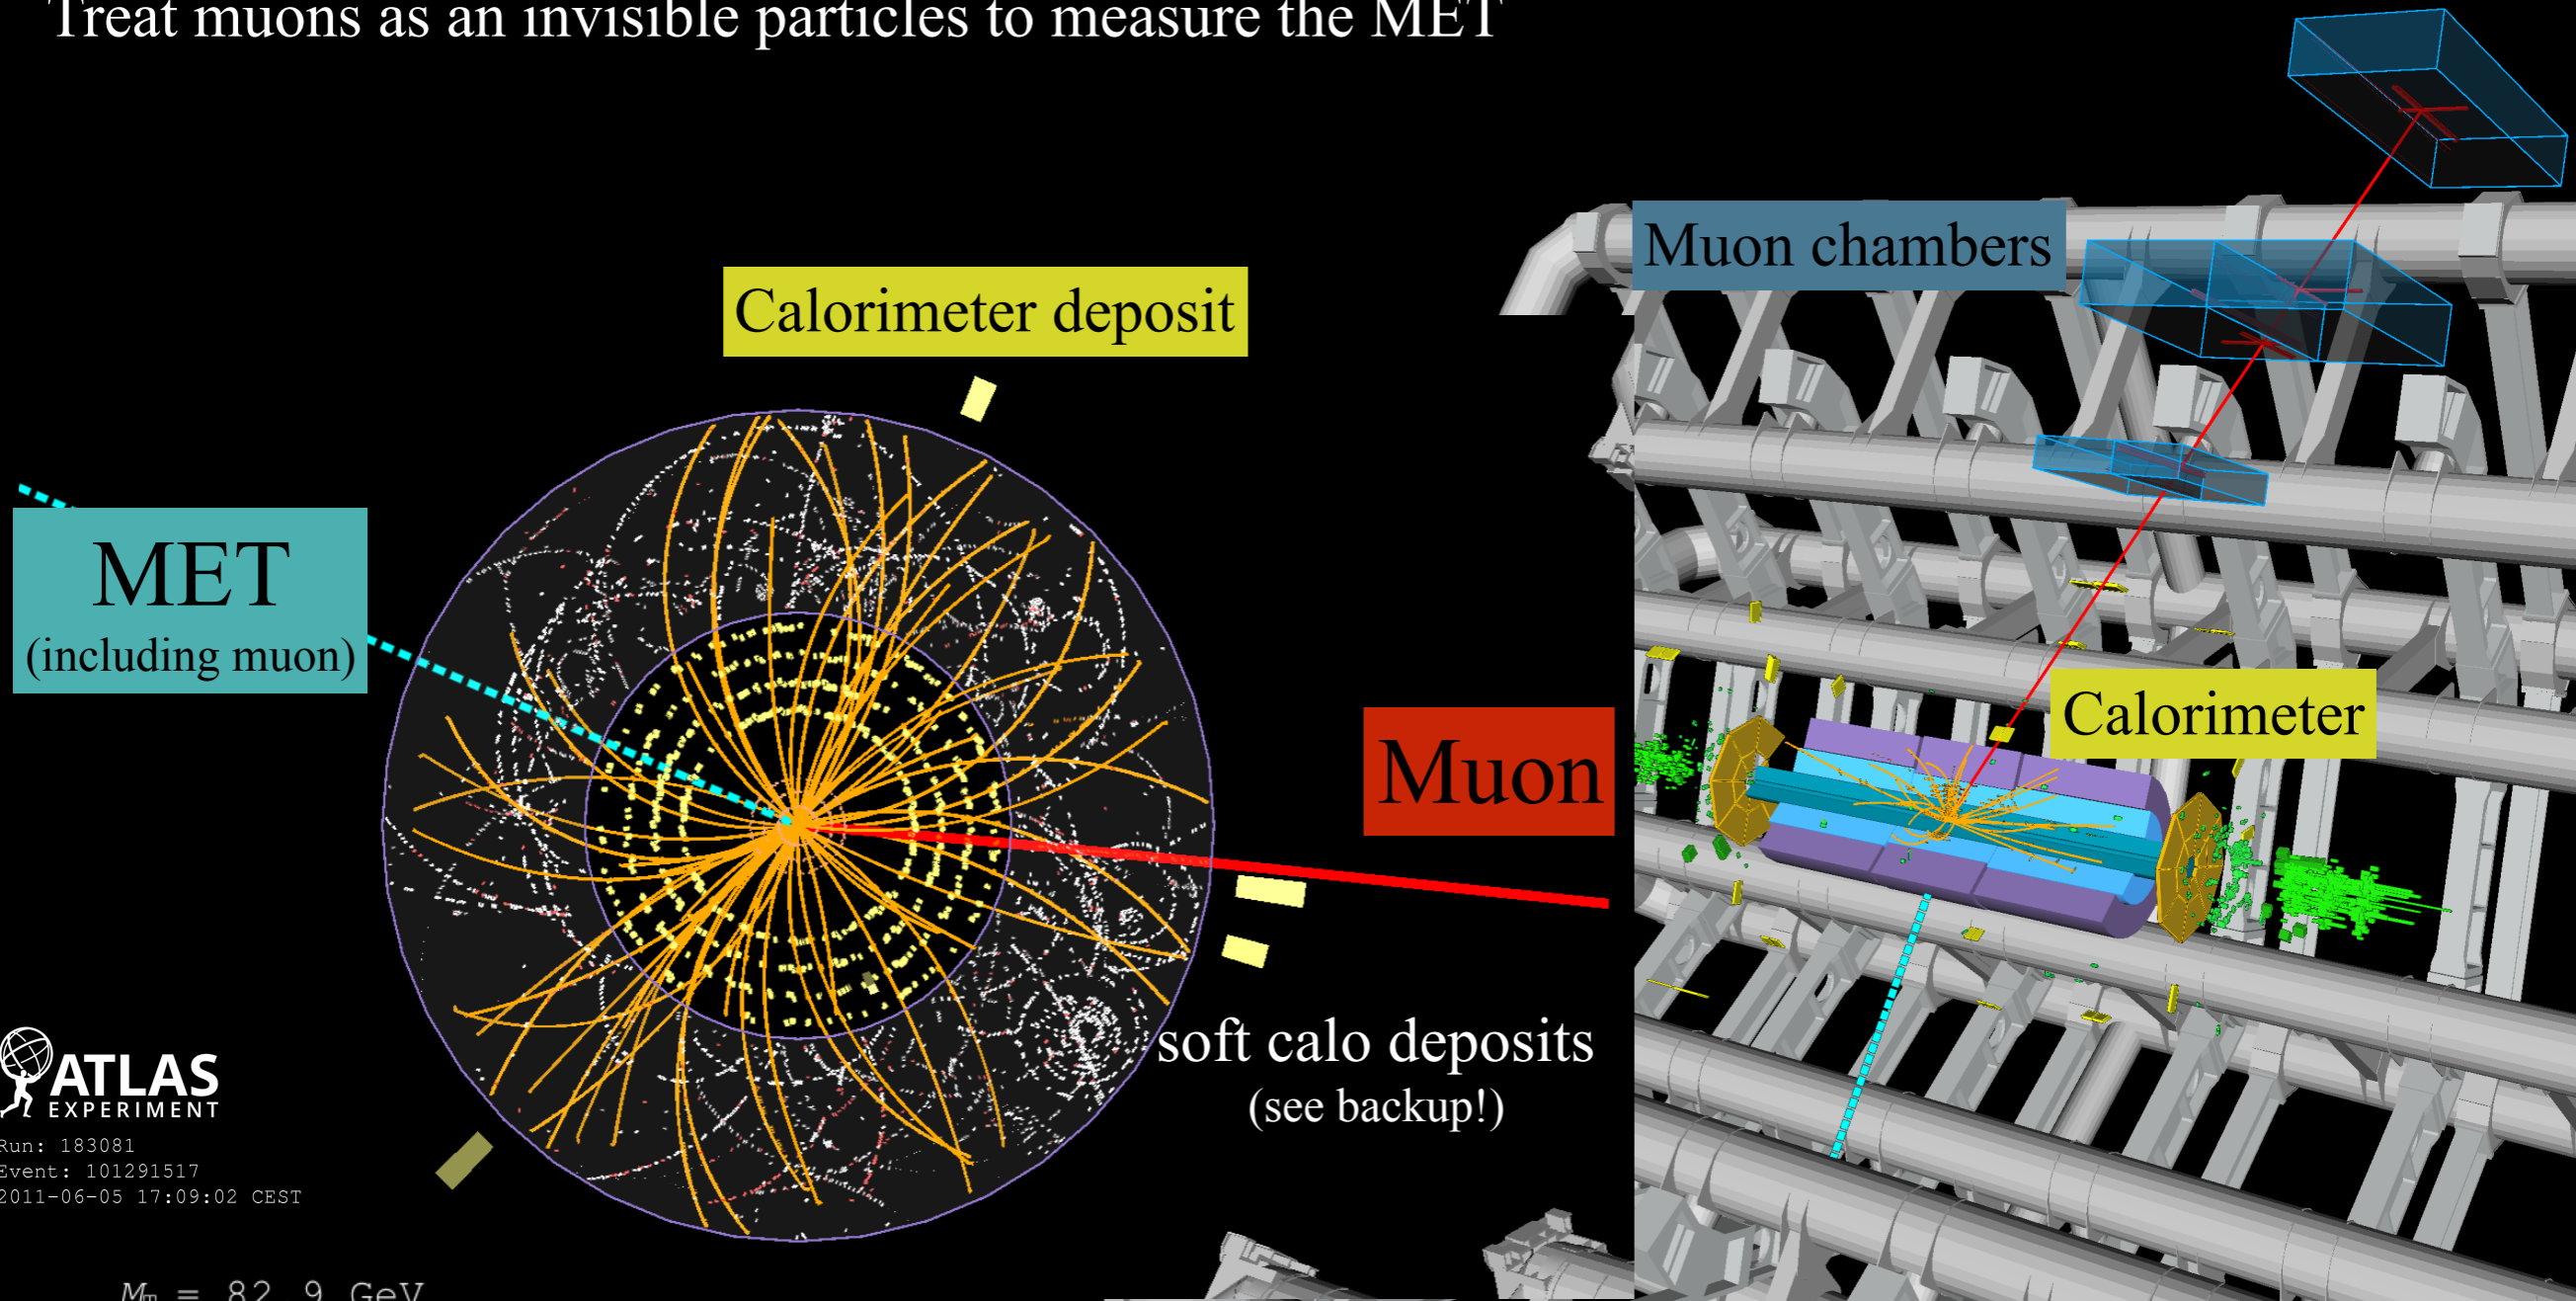 Treat muons as an invisible particles to measure the MET
Muon chambers
Calorimeter deposit
MET
(including muon)
Calorimeter
Muon
soft calo deposits
(see backup!)
ATLAS
EXPERIMENT
Run: 183081
Event: 101291517
2011-06-05 17:09:02 CEST
= 82.9 GeV